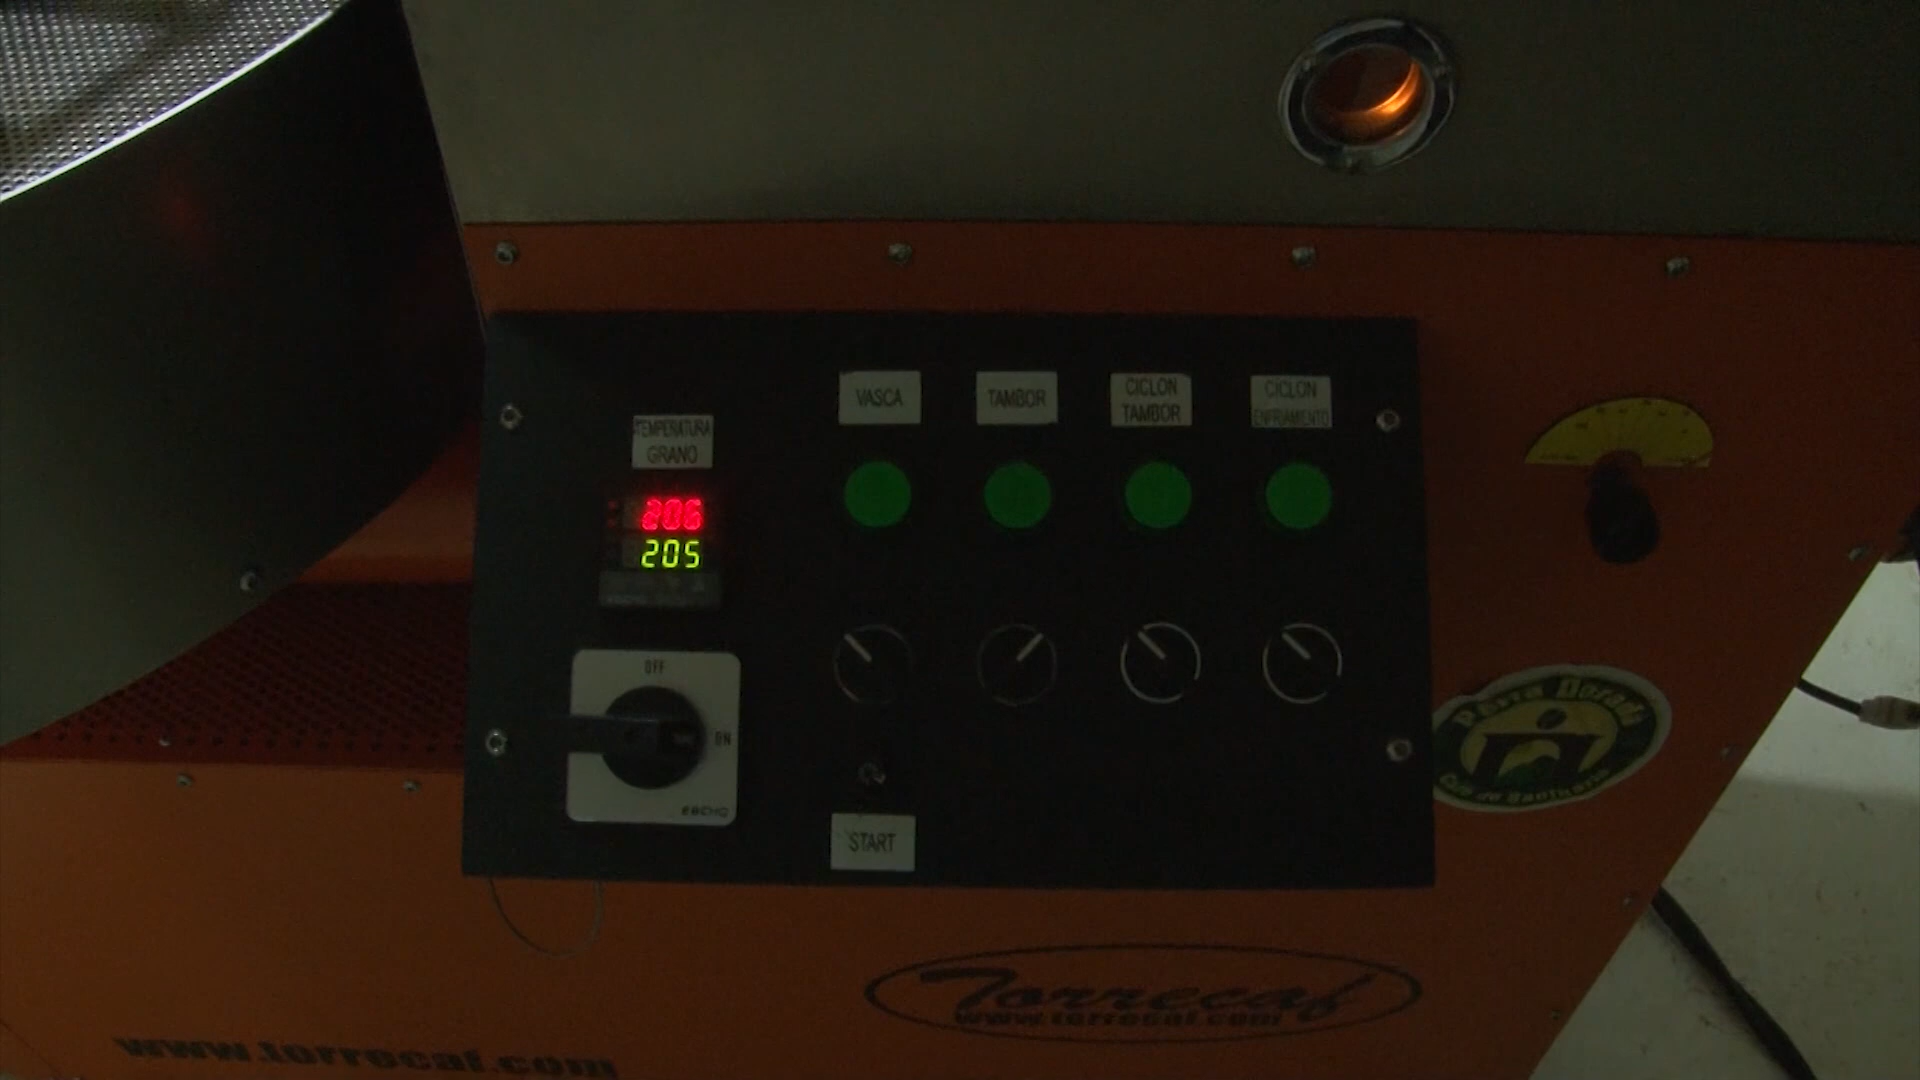 VASCA
TAMBOR
CICLON
TAMBOR
CICLON
ENFRIAMIENTO
TEMPERATURA
GRANO
206
205
OFF
ON
START
Torrecaf
www.torrecaf.com
www.torrecaf.com